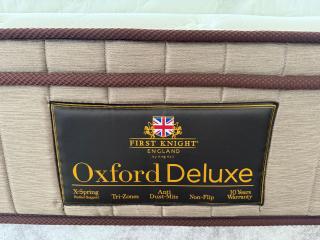 FIRST KNIGHT
ENGLAND
Oxford Deluxe
X-Spring Tri-Zones Anti Dust-Mite Non-Flip 10 Years Warranty